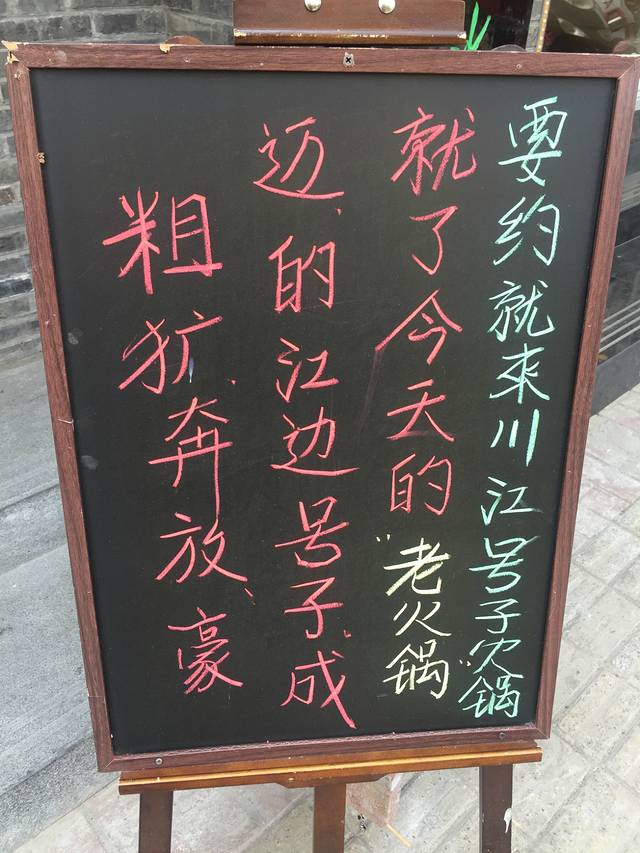 粗犷、奔放、豪
迈、的江边号子、成
就了今天的"老火锅"
要约就来川江号子火锅